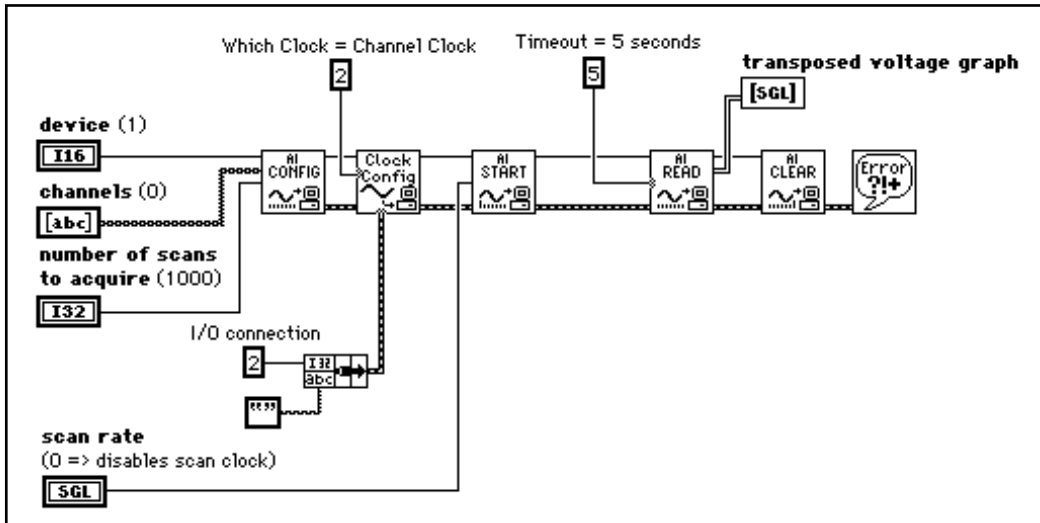 Which Clock = Channel Clock
2
Timeout = 5 seconds
5
transposed voltage graph
[SGL]
device (1)
I16
channels (0)
[abc]
number of scans
to acquire (1000)
I32
AI
CONFIG
Clock
Config
AI
START
AI
READ
AI
CLEAR
Error
?!+
I/O connection
2
I32
abc
""
scan rate
(0 => disables scan clock)
SGL